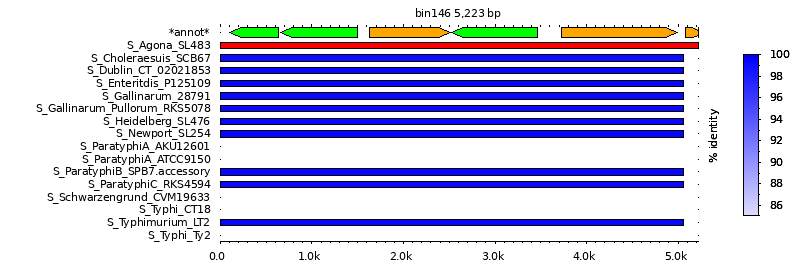 bin146 5,223 bp
*annot*
S_Agona_SL483
S_Choleraesuis_SCB67
S_Dublin_CT_02021853
S_Enteritdis_P125109
S_Gallinarum_28791
S_Gallinarum_Pullorum_RKS5078
S_Heidelberg_SL476
S_Newport_SL254
S_ParatyphiA_AKU12601
S_ParatyphiA_ATCC9150
S_ParatyphiB_SPB7.accessory
S_ParatyphiC_RKS4594
S_Schwarzengrund_CVM19633
S_Typhi_CT18
S_Typhimurium_LT2
S_Typhi_Ty2
0.0 1.0k 2.0k 3.0k 4.0k 5.0k
% identity
100
98
96
94
92
90
88
86